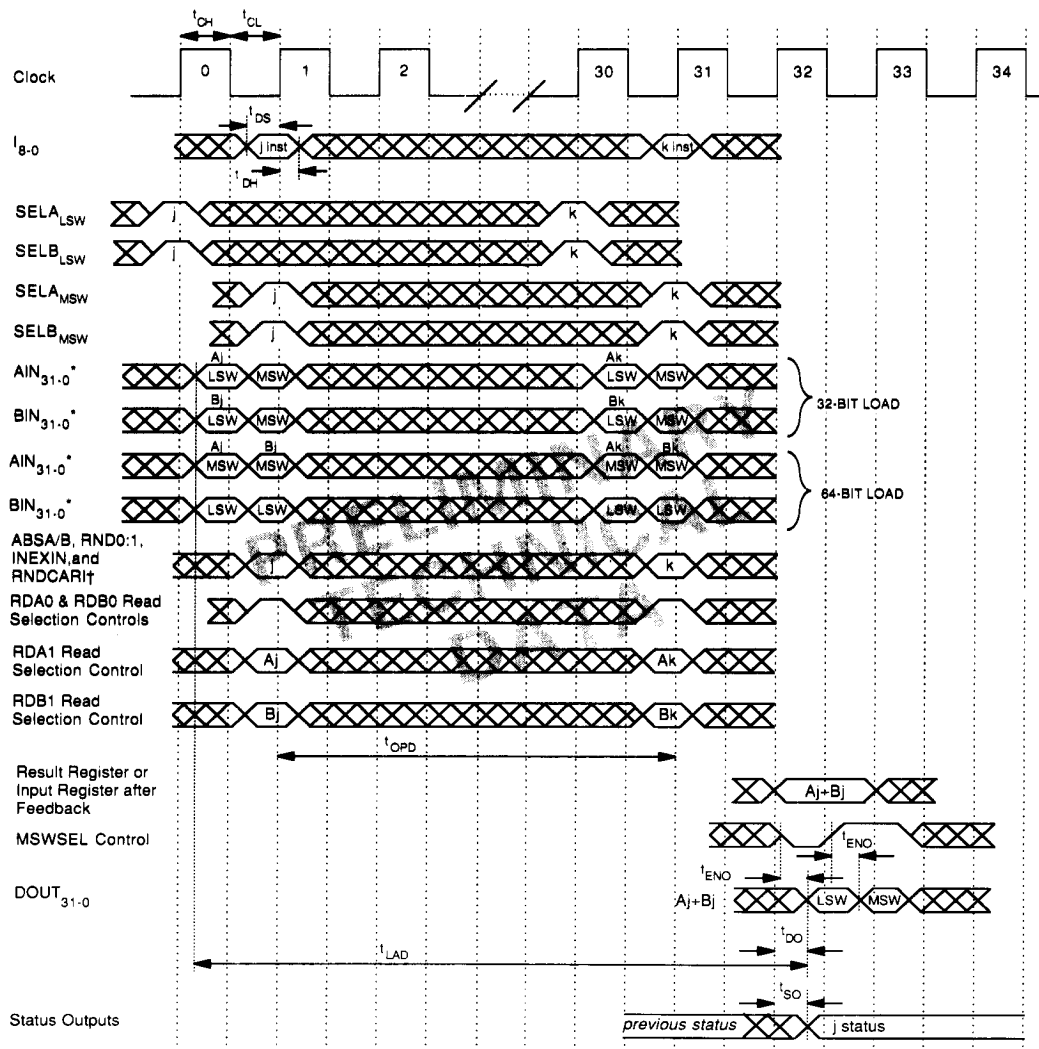 tCH tCL
Clock 0 1 2 30 31 32 33 34
tDS
I8-0 j inst k inst
tDH
SELALSW j k
SELBLSW j k
SELAMSW j k
SELBMSW j k
Aj Ak
AIN31-0* LSW MSW LSW MSW
Bj Bk
BIN31-0* LSW MSW LSW MSW
32-BIT LOAD
Aj Bj Ak Bk
AIN31-0* MSW MSW MSW MSW
BIN31-0* LSW LSW LSW LSW
64-BIT LOAD
ABSA/B, RND0:1,
INEXIN,and
RNDCARI† j k
RDA0 & RDB0 Read
Selection Controls
RDA1 Read
Selection Control Aj Ak
RDB1 Read
Selection Control Bj Bk
PRELIMINARY
TECHNICAL
DATA
tOPD
Result Register or
Input Register after
Feedback Aj+Bj
MSWSEL Control
tENO
tENO
DOUT31-0 Aj+Bj LSW MSW
tDO
tLAD
tSO
Status Outputs previous status j status